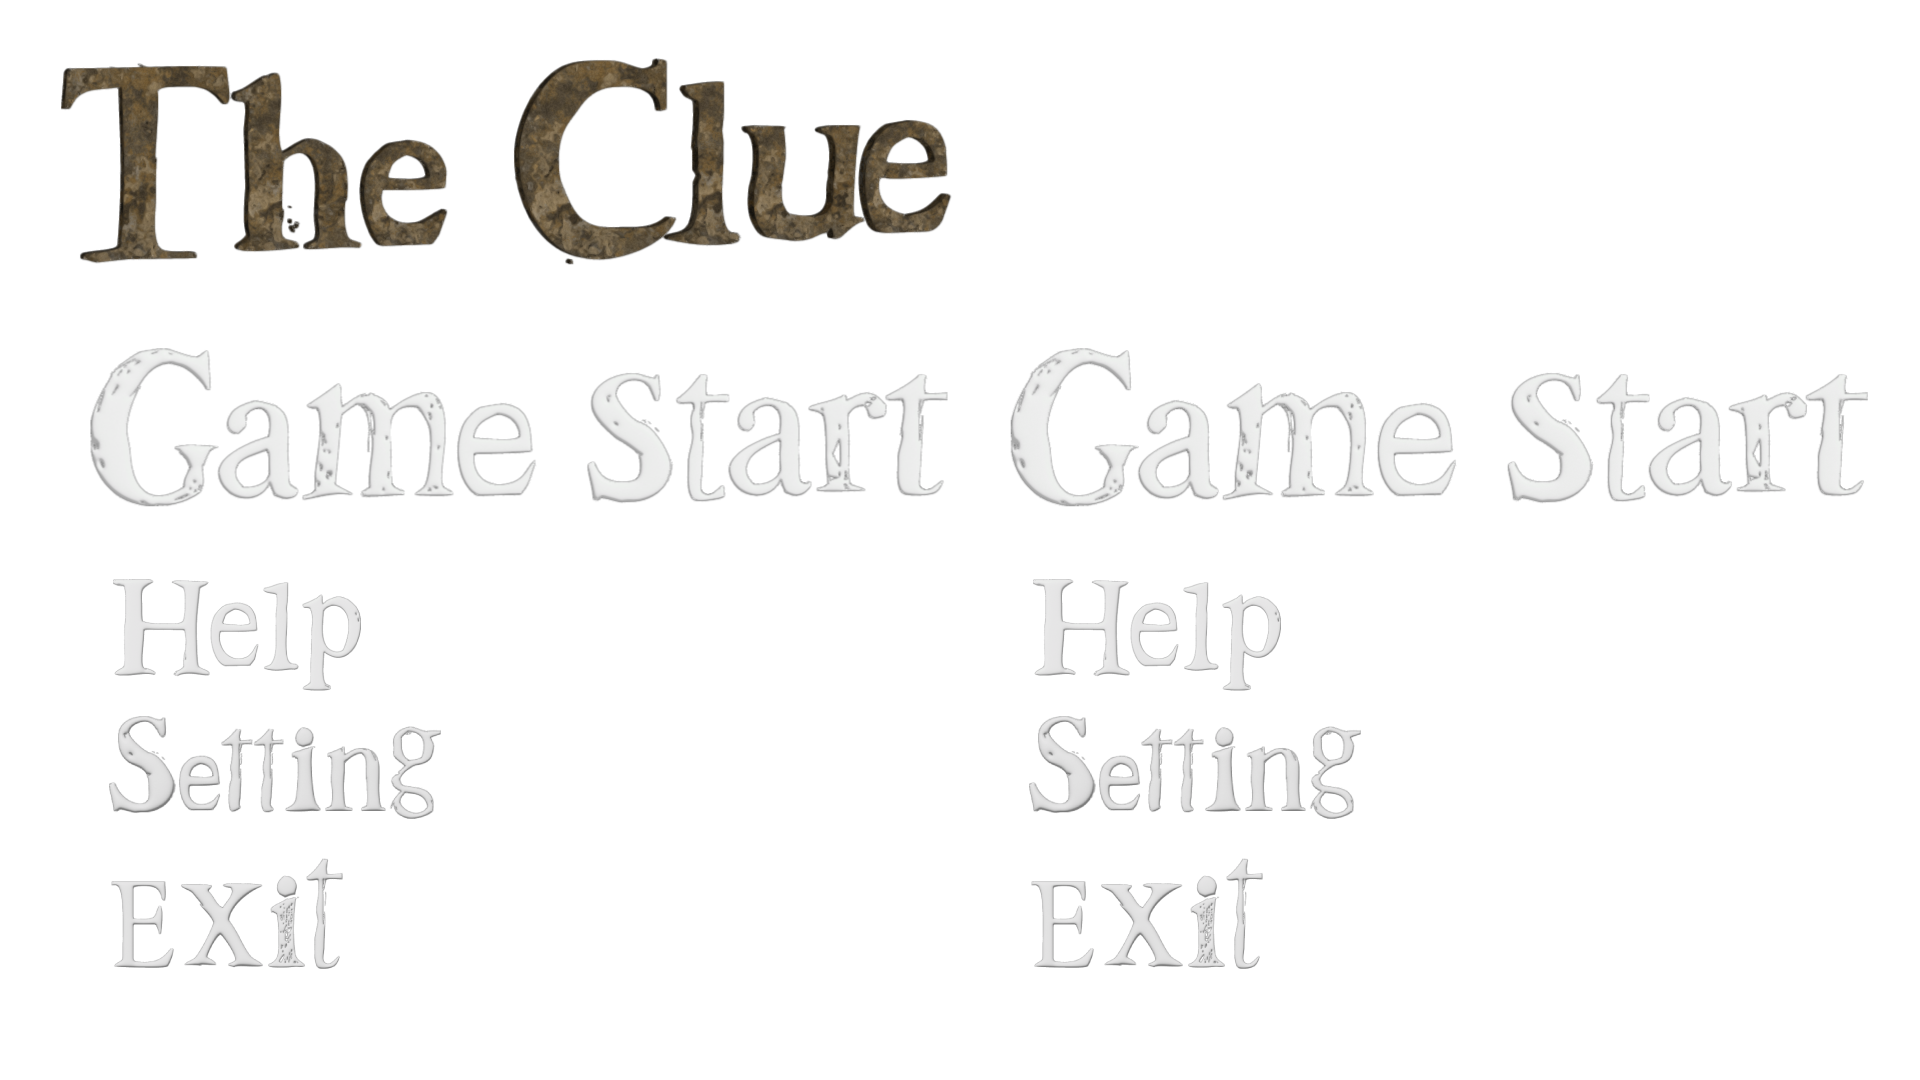 The Clue
Game Start Game Start
Help Help
Setting Setting
Exit Exit